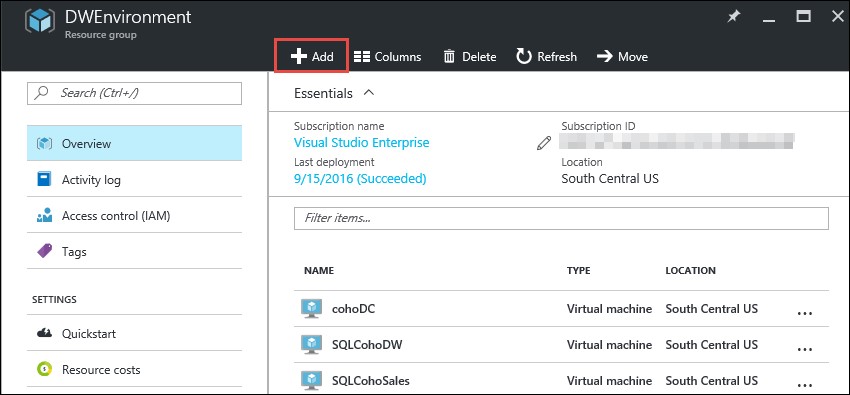 DWEnvironment
Resource group
Add Columns Delete Refresh Move
Search (Ctrl+/)
Overview
Activity log
Access control (IAM)
Tags
SETTINGS
Quickstart
Resource costs
Essentials
Subscription name Subscription ID
Visual Studio Enterprise
Last deployment Location
9/15/2016 (Succeeded) South Central US
Filter items...
NAME TYPE LOCATION
cohoDC Virtual machine South Central US ...
SQLCohoDW Virtual machine South Central US ...
SQLCohoSales Virtual machine South Central US ...